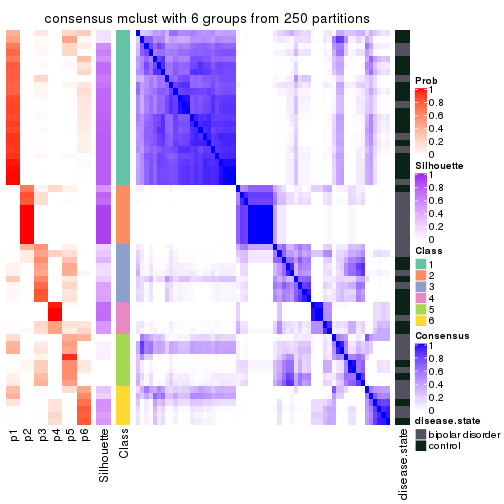 consensus mclust with 6 groups from 250 partitions
Prob
1
0.8
0.6
0.4
0.2
0
Silhouette
1
0.8
0.6
0.4
0.2
0
Class
1
2
3
4
5
6
Consensus
1
0.8
0.6
0.4
0.2
0
disease.state
bipolar disorder
control
p1
p2
p3
p4
p5
p6
Silhouette
Class
disease.state